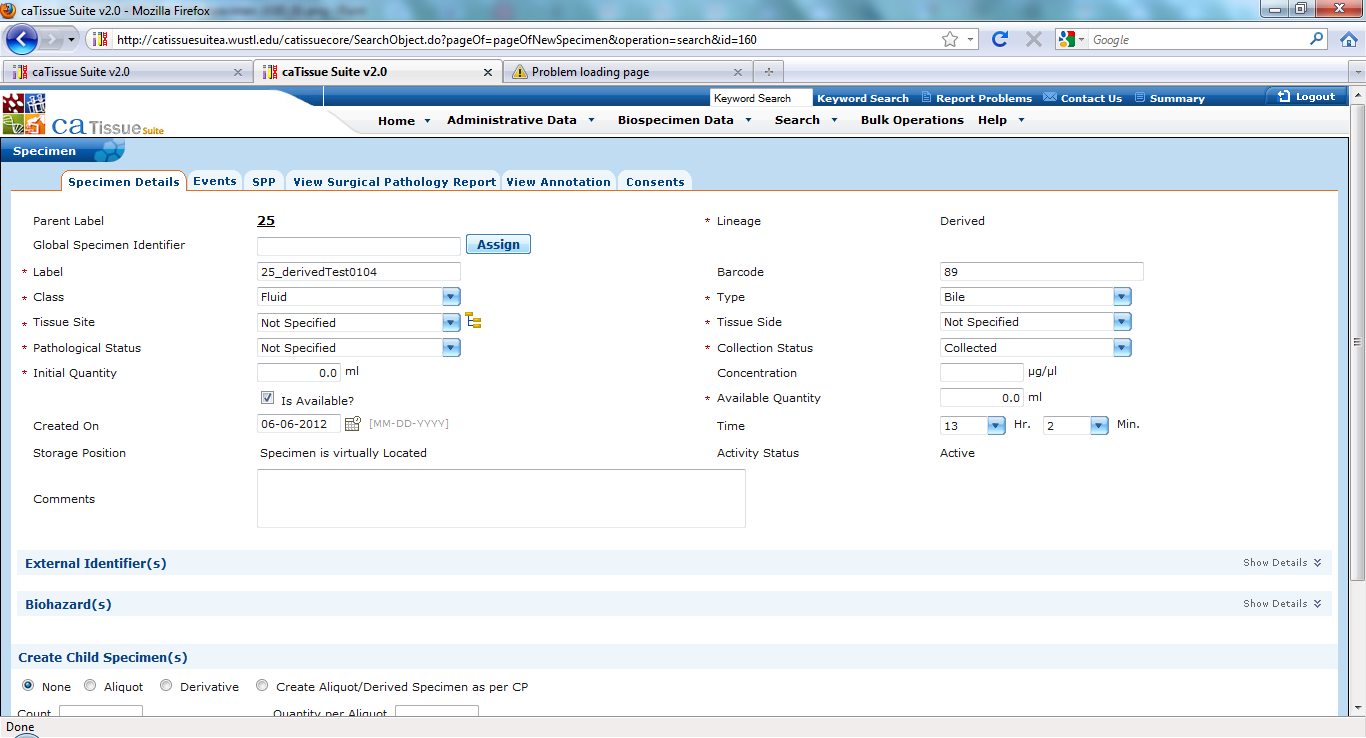 caTissue Suite v2.0 - Mozilla Firefox
http://catissuesuitea.wustl.edu/catissuecore/SearchObject.do?pageOf=pageOfNewSpecimen&operation=search&id=160
Google
caTissue Suite v2.0
caTissue Suite v2.0
Problem loading page
Keyword Search
Keyword Search
Report Problems
Contact Us
Summary
Logout
ca Tissue Suite
Home
Administrative Data
Biospecimen Data
Search
Bulk Operations
Help
Specimen
Specimen Details
Events
SPP
View Surgical Pathology Report
View Annotation
Consents
Parent Label 25 * Lineage Derived
Global Specimen Identifier Assign
* Label 25_derivedTest0104 Barcode 89
* Class Fluid * Type Bile
* Tissue Site Not Specified * Tissue Side Not Specified
* Pathological Status Not Specified * Collection Status Collected
* Initial Quantity 0.0 ml Concentration µg/µl
Is Available? * Available Quantity 0.0 ml
Created On 06-06-2012 [MM-DD-YYYY] Time 13 Hr. 2 Min.
Storage Position Specimen is virtually Located Activity Status Active
Comments
External Identifier(s) Show Details
Biohazard(s) Show Details
Create Child Specimen(s)
None Aliquot Derivative Create Aliquot/Derived Specimen as per CP
Count Quantity per Aliquot
Done